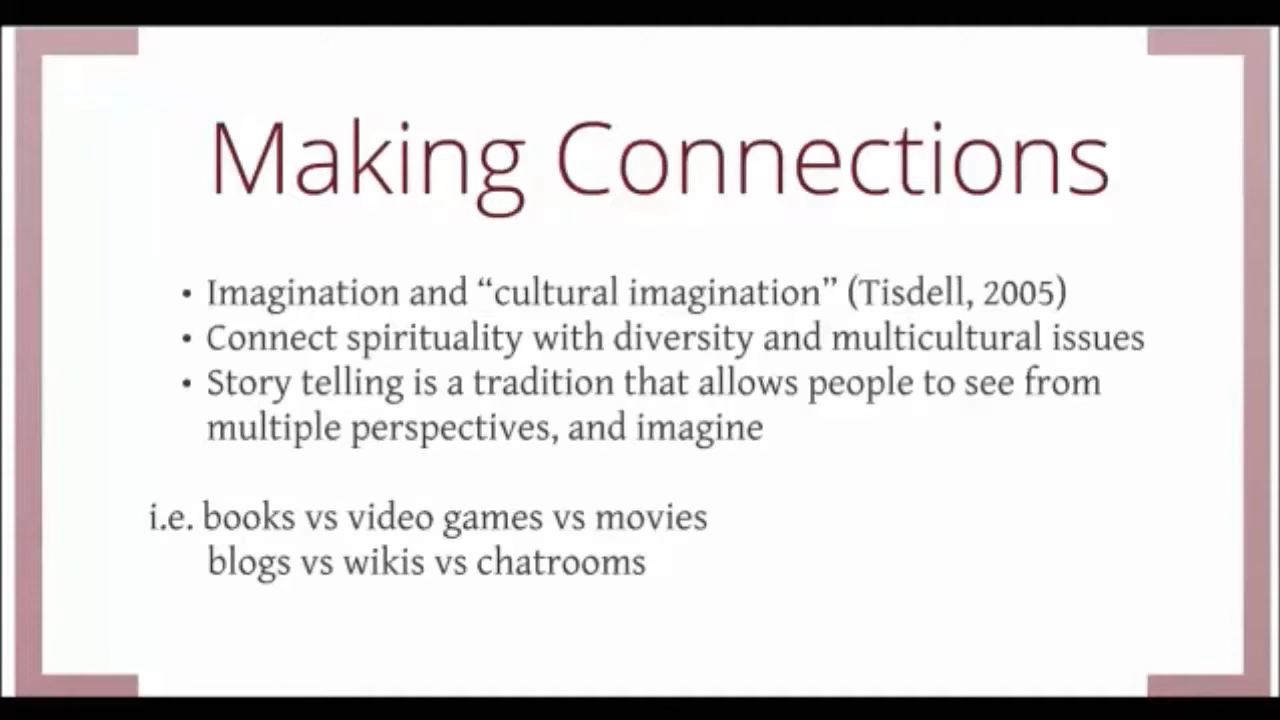 Making Connections
• Imagination and “cultural imagination” (Tisdell, 2005)
• Connect spirituality with diversity and multicultural issues
• Story telling is a tradition that allows people to see from
multiple perspectives, and imagine
i.e. books vs video games vs movies
blogs vs wikis vs chatrooms